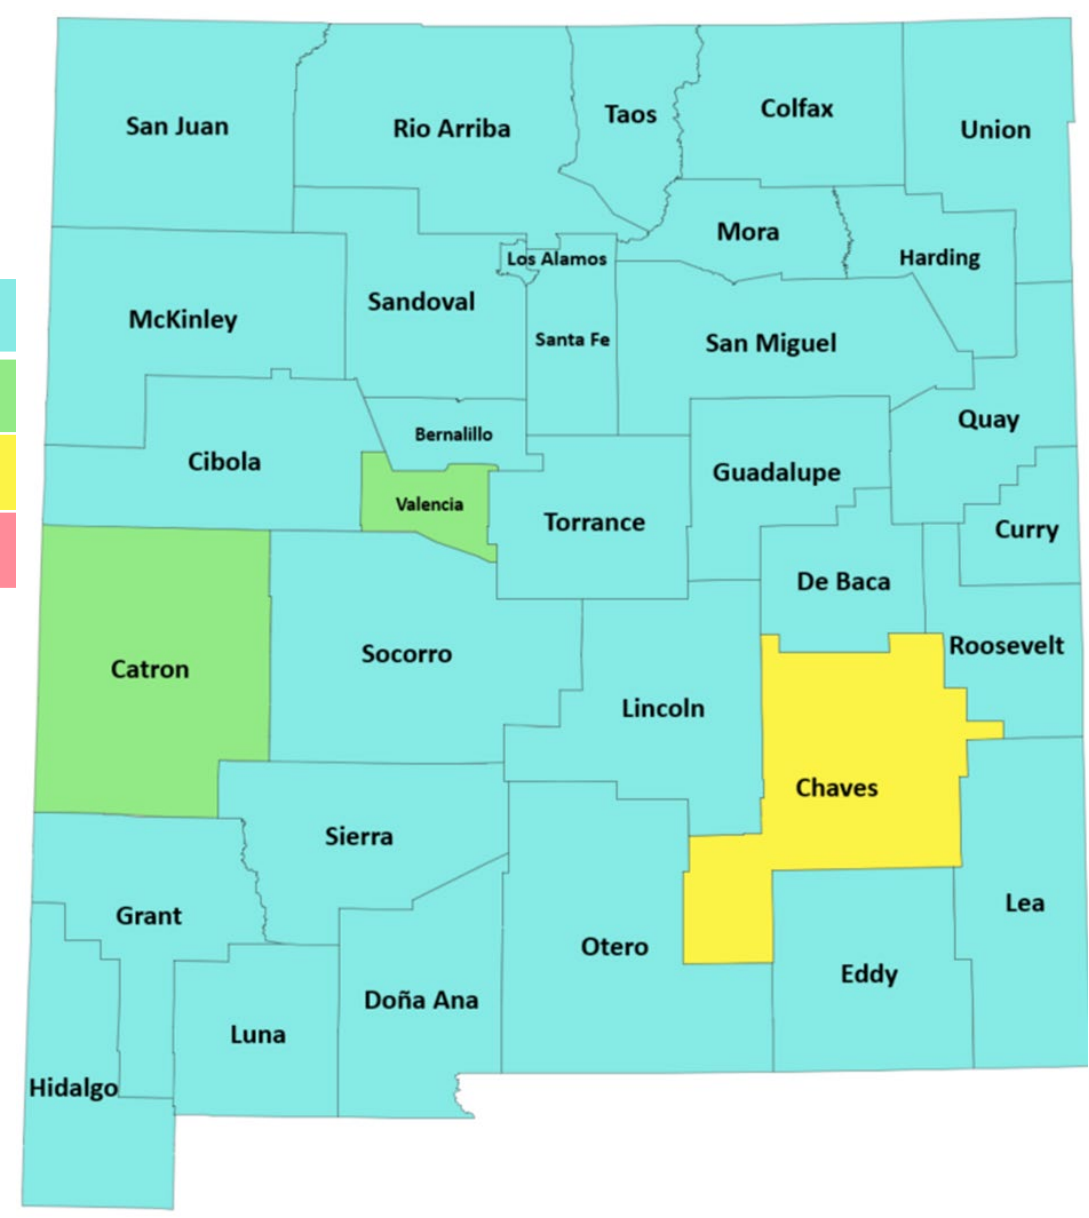 San Juan
Rio Arriba
Taos
Colfax
Union
Mora
Harding
Los Alamos
McKinley
Sandoval
Santa Fe
San Miguel
Quay
Bernalillo
Cibola
Guadalupe
Valencia
Torrance
Curry
De Baca
Catron
Socorro
Roosevelt
Lincoln
Chaves
Sierra
Grant
Otero
Lea
Eddy
Doña Ana
Luna
Hidalgo